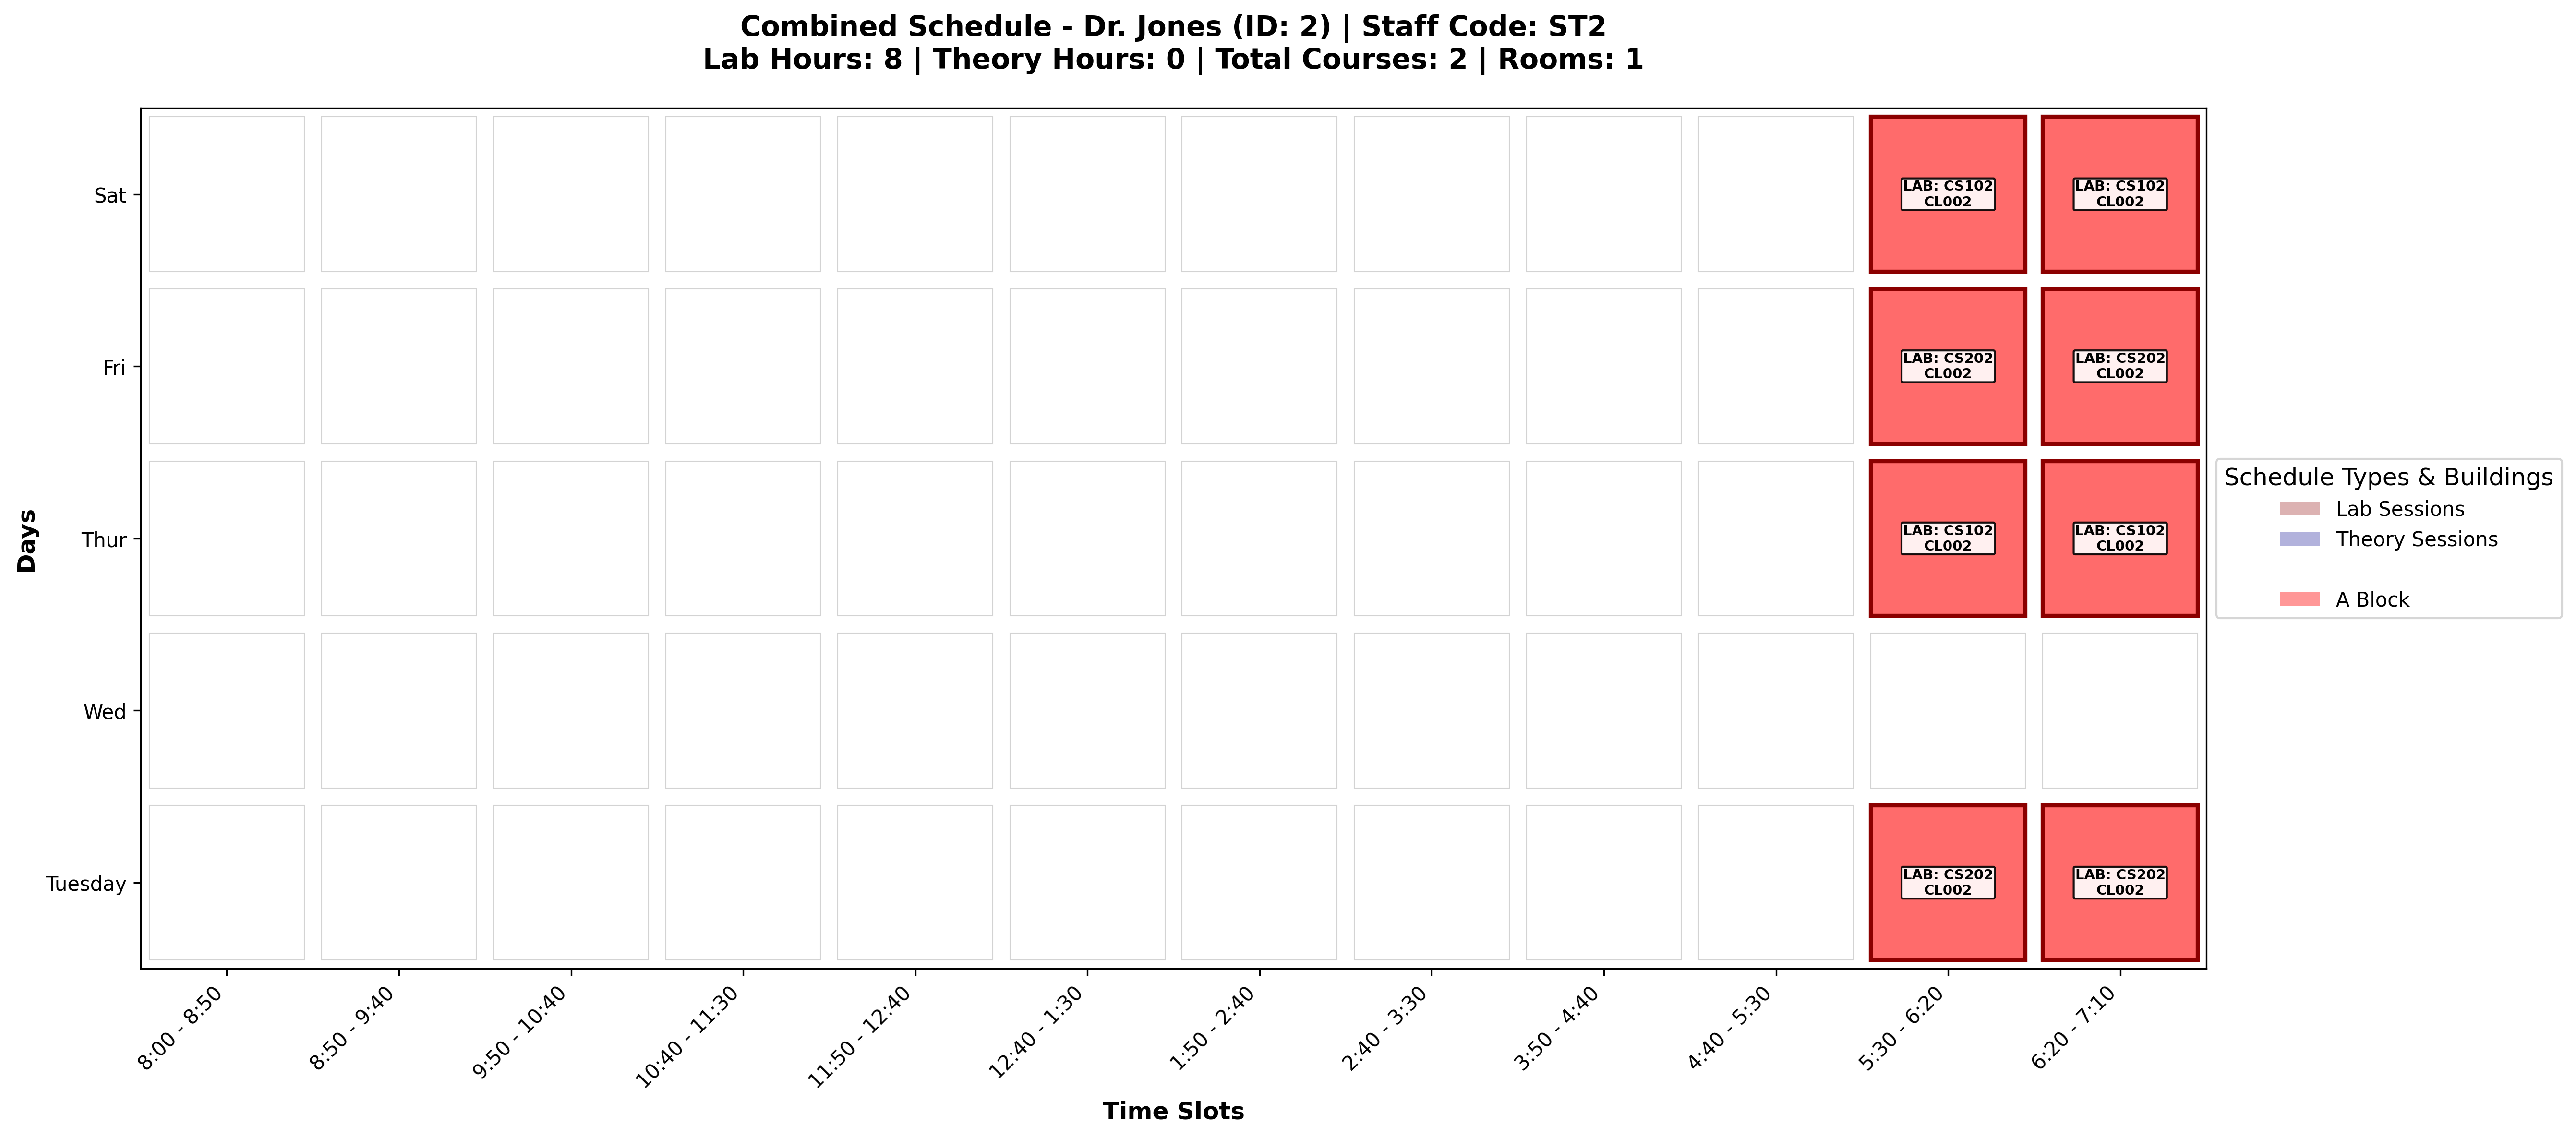 Combined Schedule - Dr. Jones (ID: 2) | Staff Code: ST2
Lab Hours: 8 | Theory Hours: 0 | Total Courses: 2 | Rooms: 1
Days
Sat
LAB: CS102
CL002
LAB: CS102
CL002
Fri
LAB: CS202
CL002
LAB: CS202
CL002
Thur
LAB: CS102
CL002
LAB: CS102
CL002
Wed
Tuesday
LAB: CS202
CL002
LAB: CS202
CL002
8:00 - 8:50
8:50 - 9:40
9:50 - 10:40
10:40 - 11:30
11:50 - 12:40
12:40 - 1:30
1:50 - 2:40
2:40 - 3:30
3:50 - 4:40
4:40 - 5:30
5:30 - 6:20
6:20 - 7:10
Time Slots
Schedule Types & Buildings
Lab Sessions
Theory Sessions
A Block